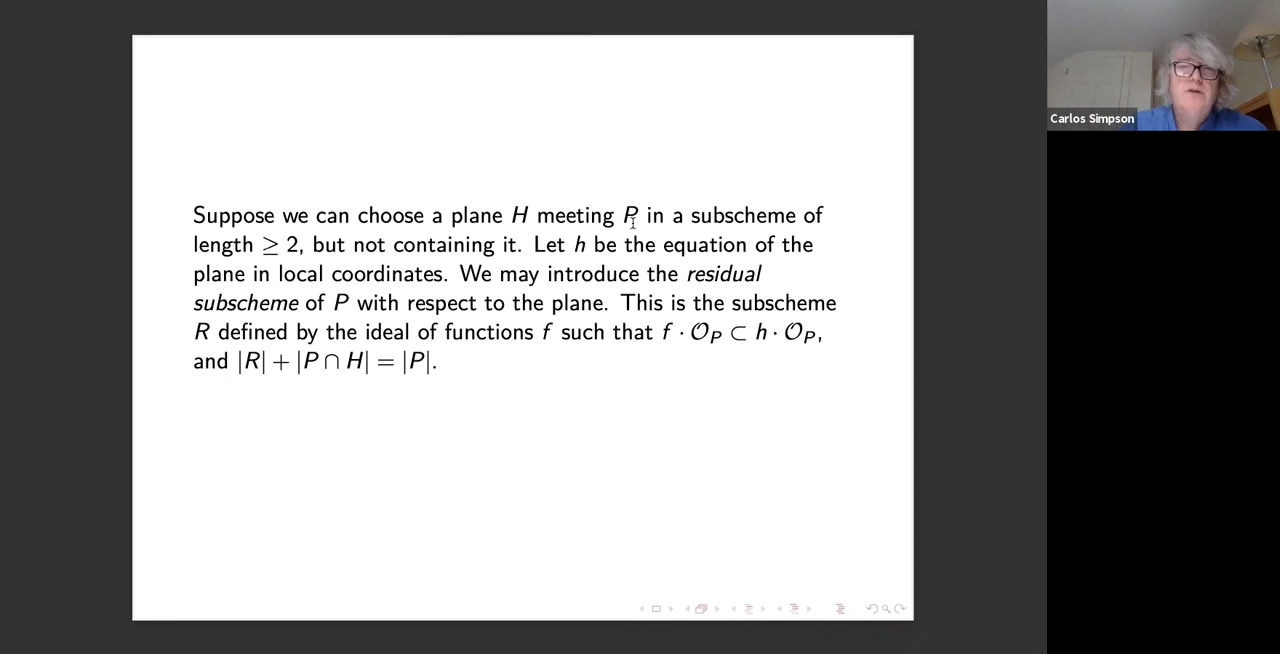 Suppose we can choose a plane H meeting P in a subscheme of
length ≥ 2, but not containing it. Let h be the equation of the
plane in local coordinates. We may introduce the residual
subscheme of P with respect to the plane. This is the subscheme
R defined by the ideal of functions f such that f · 𝒪_P ⊂ h · 𝒪_P,
and |R| + |P ∩ H| = |P|.
Carlos Simpson